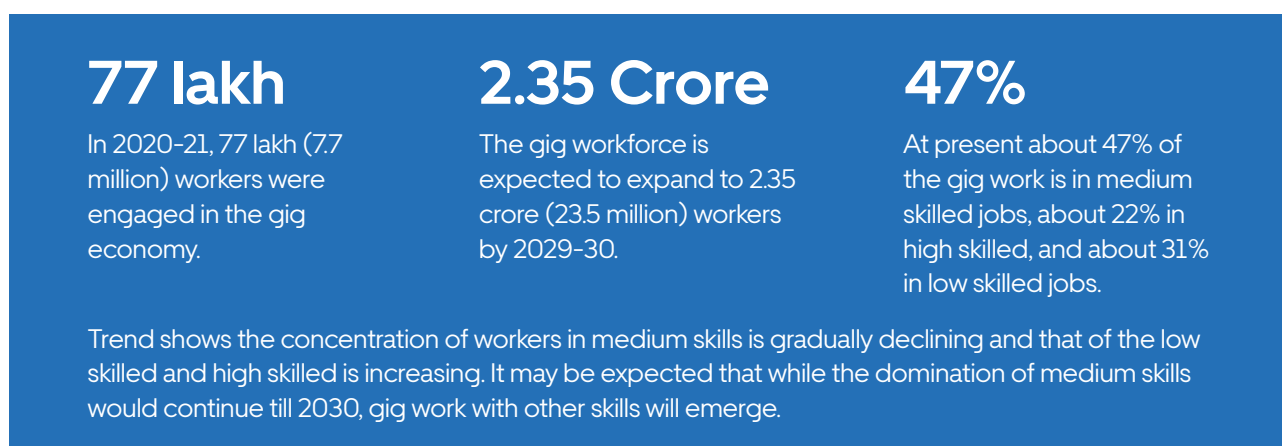 77 lakh
In 2020-21, 77 lakh (7.7
million) workers were
engaged in the gig
economy.
2.35 Crore
The gig workforce is
expected to expand to 2.35
crore (23.5 million) workers
by 2029-30.
47%
At present about 47% of
the gig work is in medium
skilled jobs, about 22% in
high skilled, and about 31%
in low skilled jobs.
Trend shows the concentration of workers in medium skills is gradually declining and that of the low
skilled and high skilled is increasing. It may be expected that while the domination of medium skills
would continue till 2030, gig work with other skills will emerge.